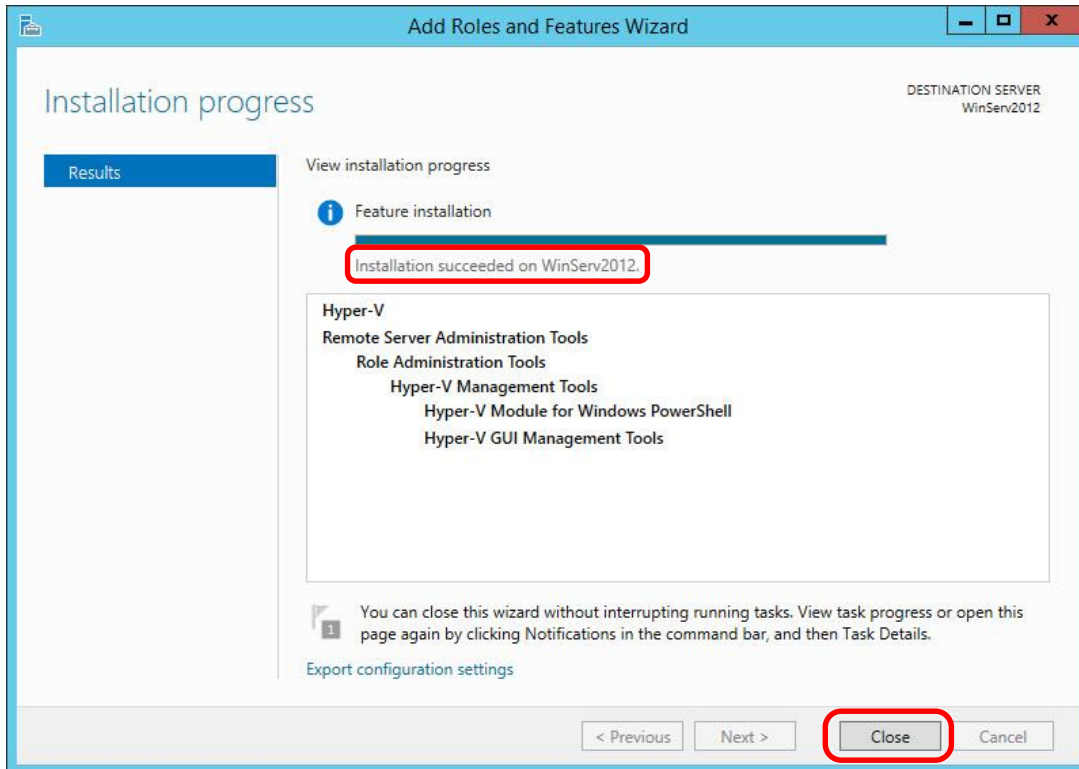 Add Roles and Features Wizard
Installation progress
DESTINATION SERVER
WinServ2012
Results
View installation progress
Feature installation
Installation succeeded on WinServ2012.
Hyper-V
Remote Server Administration Tools
Role Administration Tools
Hyper-V Management Tools
Hyper-V Module for Windows PowerShell
Hyper-V GUI Management Tools
1
You can close this wizard without interrupting running tasks. View task progress or open this
page again by clicking Notifications in the command bar, and then Task Details.
Export configuration settings
< Previous
Next >
Close
Cancel